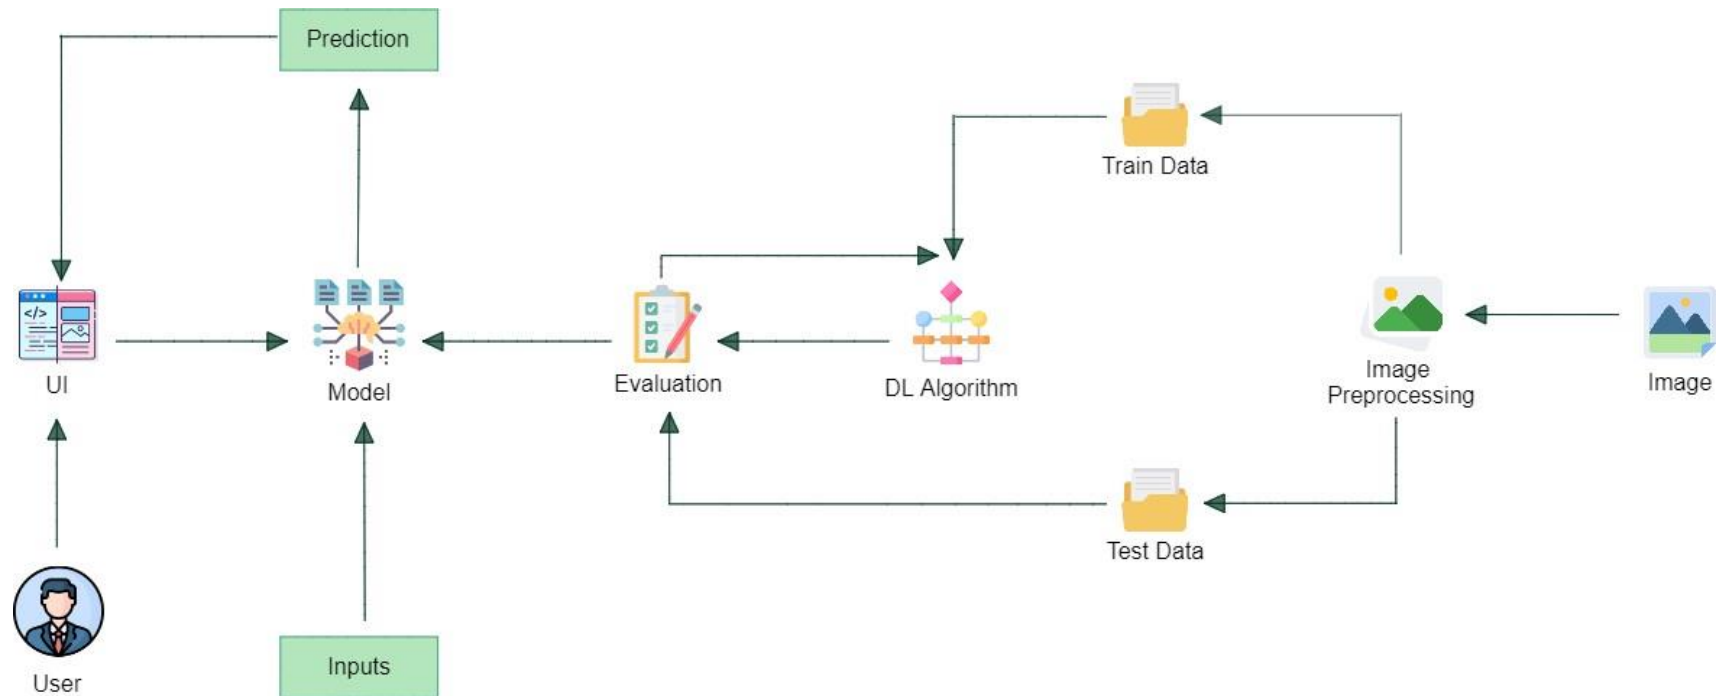 Prediction
Train Data
</>
UI
Model
Evaluation
DL Algorithm
Image
Preprocessing
Image
Test Data
User
Inputs